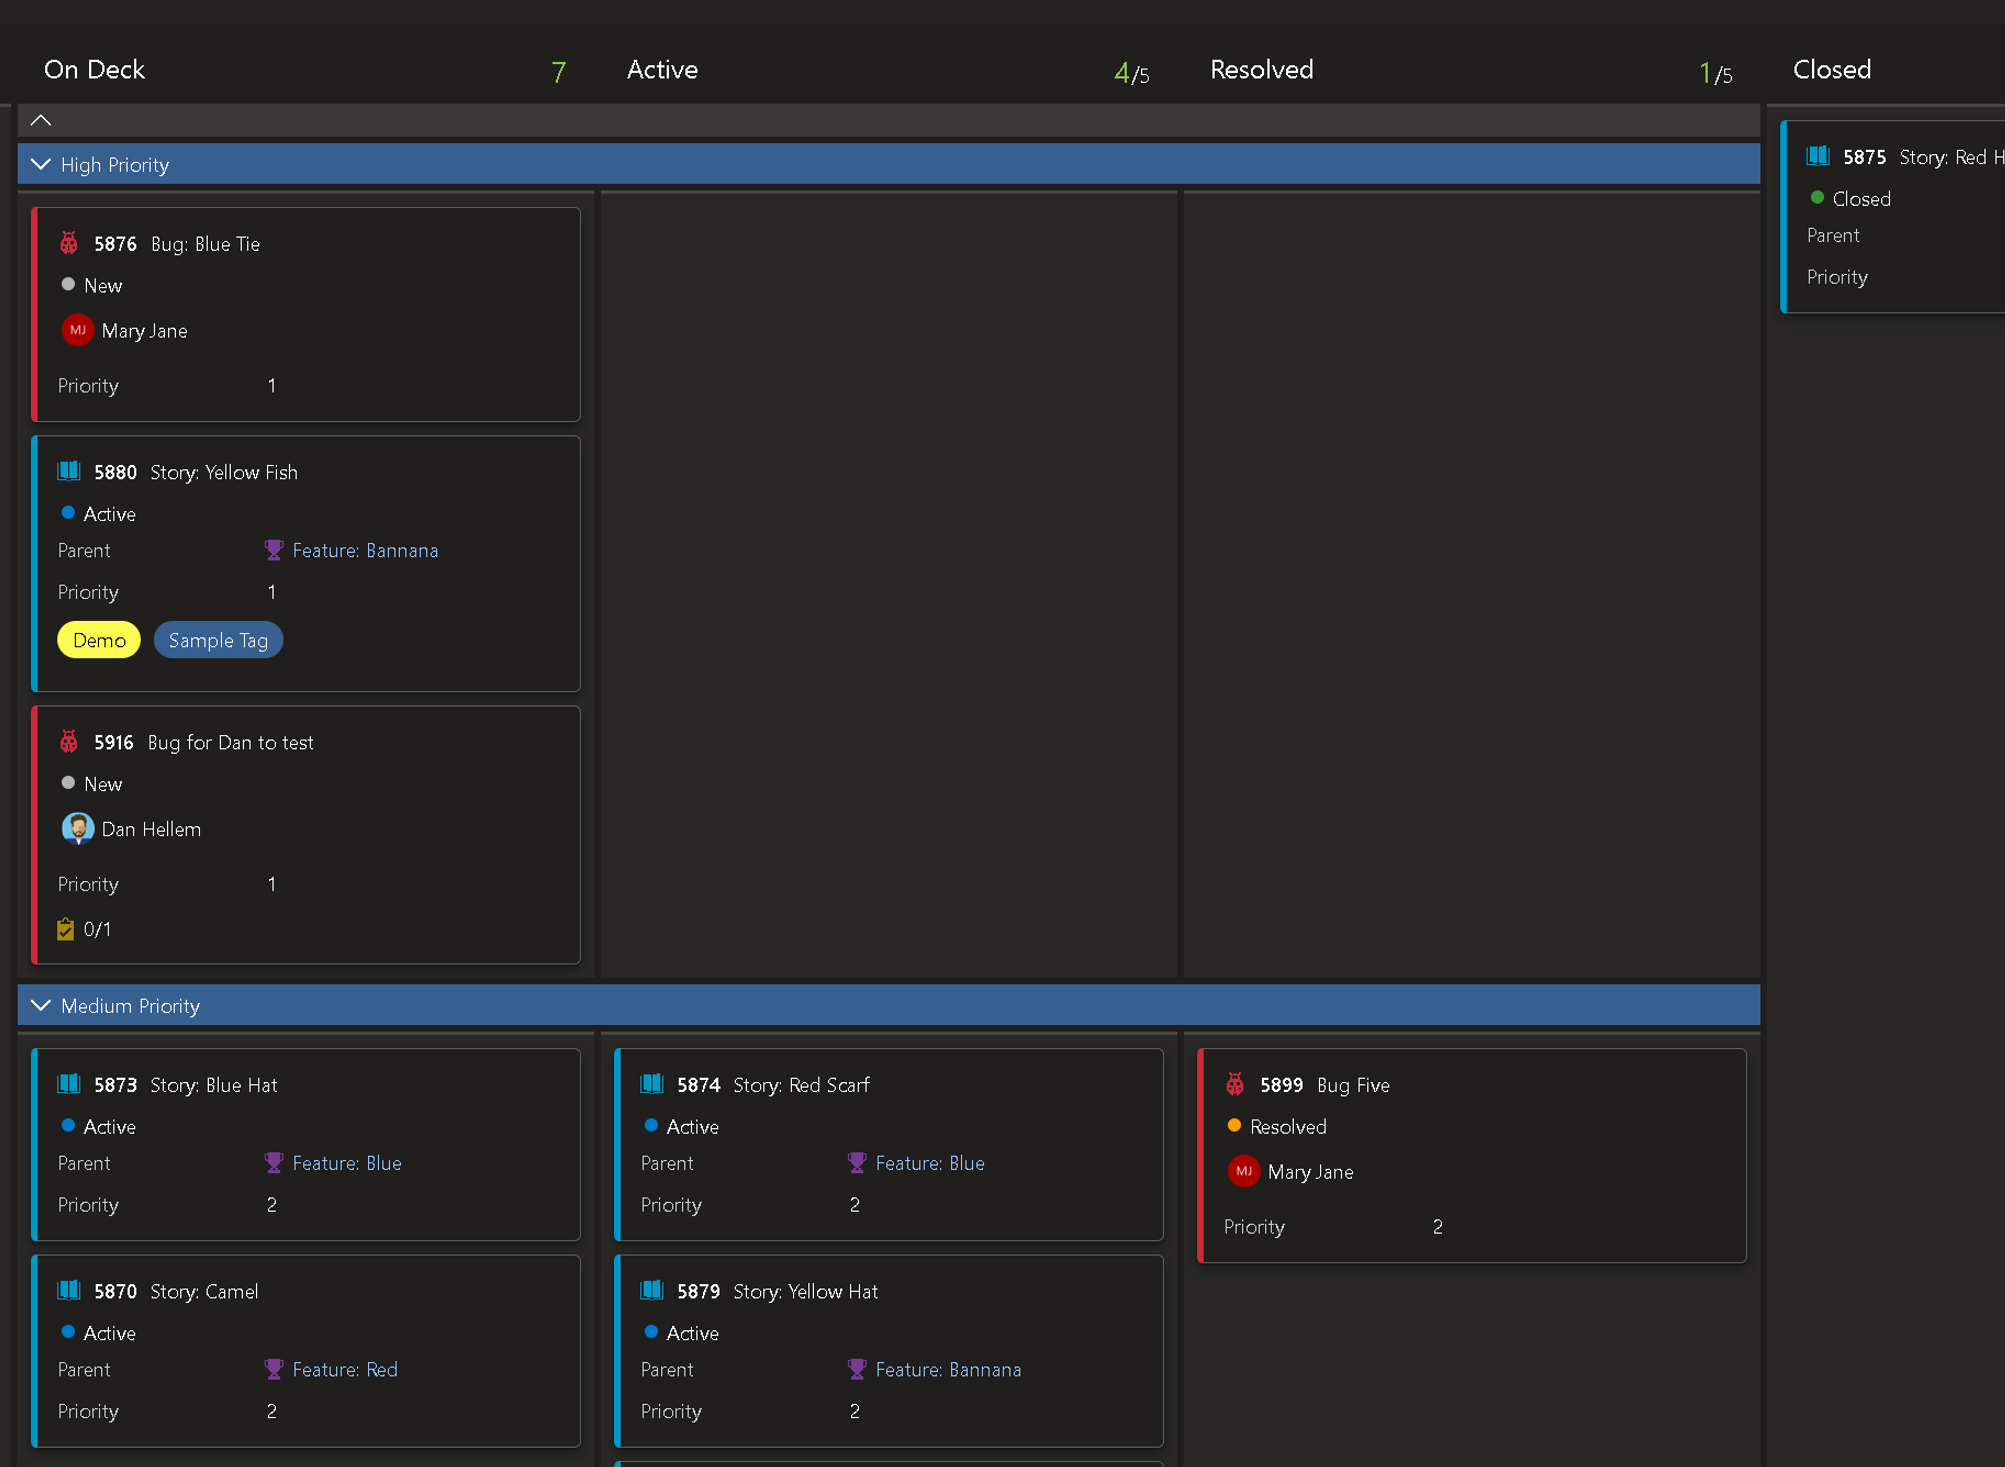 On Deck 7 Active 4/5 Resolved 1/5 Closed
High Priority
5876 Bug: Blue Tie
New
MJ Mary Jane
Priority 1
5880 Story: Yellow Fish
Active
Parent Feature: Bannana
Priority 1
Demo Sample Tag
5916 Bug for Dan to test
New
Dan Hellem
Priority 1
0/1
5875 Story: Red H
Closed
Parent
Priority
Medium Priority
5873 Story: Blue Hat
Active
Parent Feature: Blue
Priority 2
5870 Story: Camel
Active
Parent Feature: Red
Priority 2
5874 Story: Red Scarf
Active
Parent Feature: Blue
Priority 2
5879 Story: Yellow Hat
Active
Parent Feature: Bannana
Priority 2
5899 Bug Five
Resolved
MJ Mary Jane
Priority 2